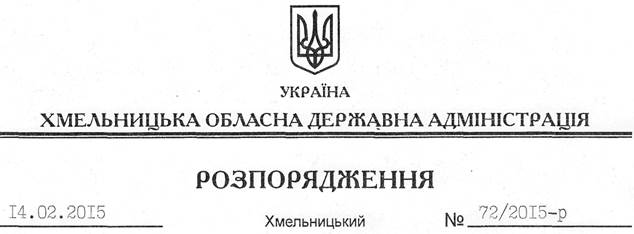 УКРАЇНА
ХМЕЛЬНИЦЬКА ОБЛАСНА ДЕРЖАВНА АДМІНІСТРАЦІЯ
РОЗПОРЯДЖЕННЯ
14.02.2015 Хмельницький № 72/2015-р